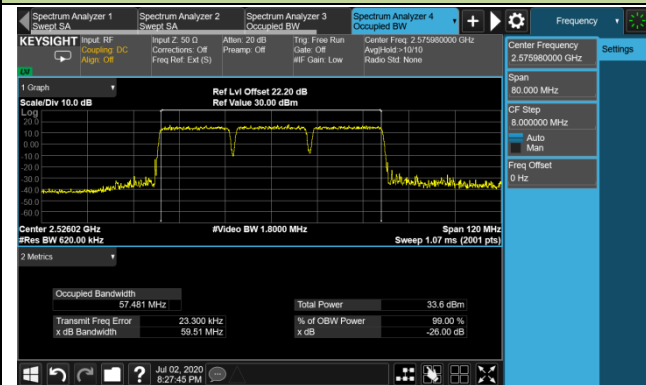 Spectrum Analyzer 1
Swept SA
Spectrum Analyzer 2
Swept SA
Spectrum Analyzer 3
Occupied BW
Spectrum Analyzer 4
Occupied BW
Frequency
KEYSIGHT
Input: RF
Coupling: DC
Align: Off
Input Z: 50 Ω
Corrections: Off
Freq Ref: Ext (S)
Atten: 20 dB
Preamp: Off
Trig: Free Run
Gate: Off
#IF Gain: Low
Center Freq: 2.575980000 GHz
Avg|Hold:>10/10
Radio Std: None
Center Frequency
2.575980000 GHz
Settings
Span
80.000 MHz
CF Step
8.000000 MHz
Auto
Man
Freq Offset
0 Hz
1 Graph
Scale/Div 10.0 dB
Ref Lvl Offset 22.20 dB
Ref Value 30.00 dBm
Log
20.0
10.0
0.00
-10.0
-20.0
-30.0
-40.0
-50.0
-60.0
Center 2.52602 GHz
#Res BW 620.00 kHz
#Video BW 1.8000 MHz
Span 120 MHz
Sweep 1.07 ms (2001 pts)
2 Metrics
Occupied Bandwidth
57.481 MHz
Transmit Freq Error 23.300 kHz
x dB Bandwidth 59.51 MHz
Total Power 33.6 dBm
% of OBW Power 99.00 %
x dB -26.00 dB
Jul 02, 2020
8:27:45 PM